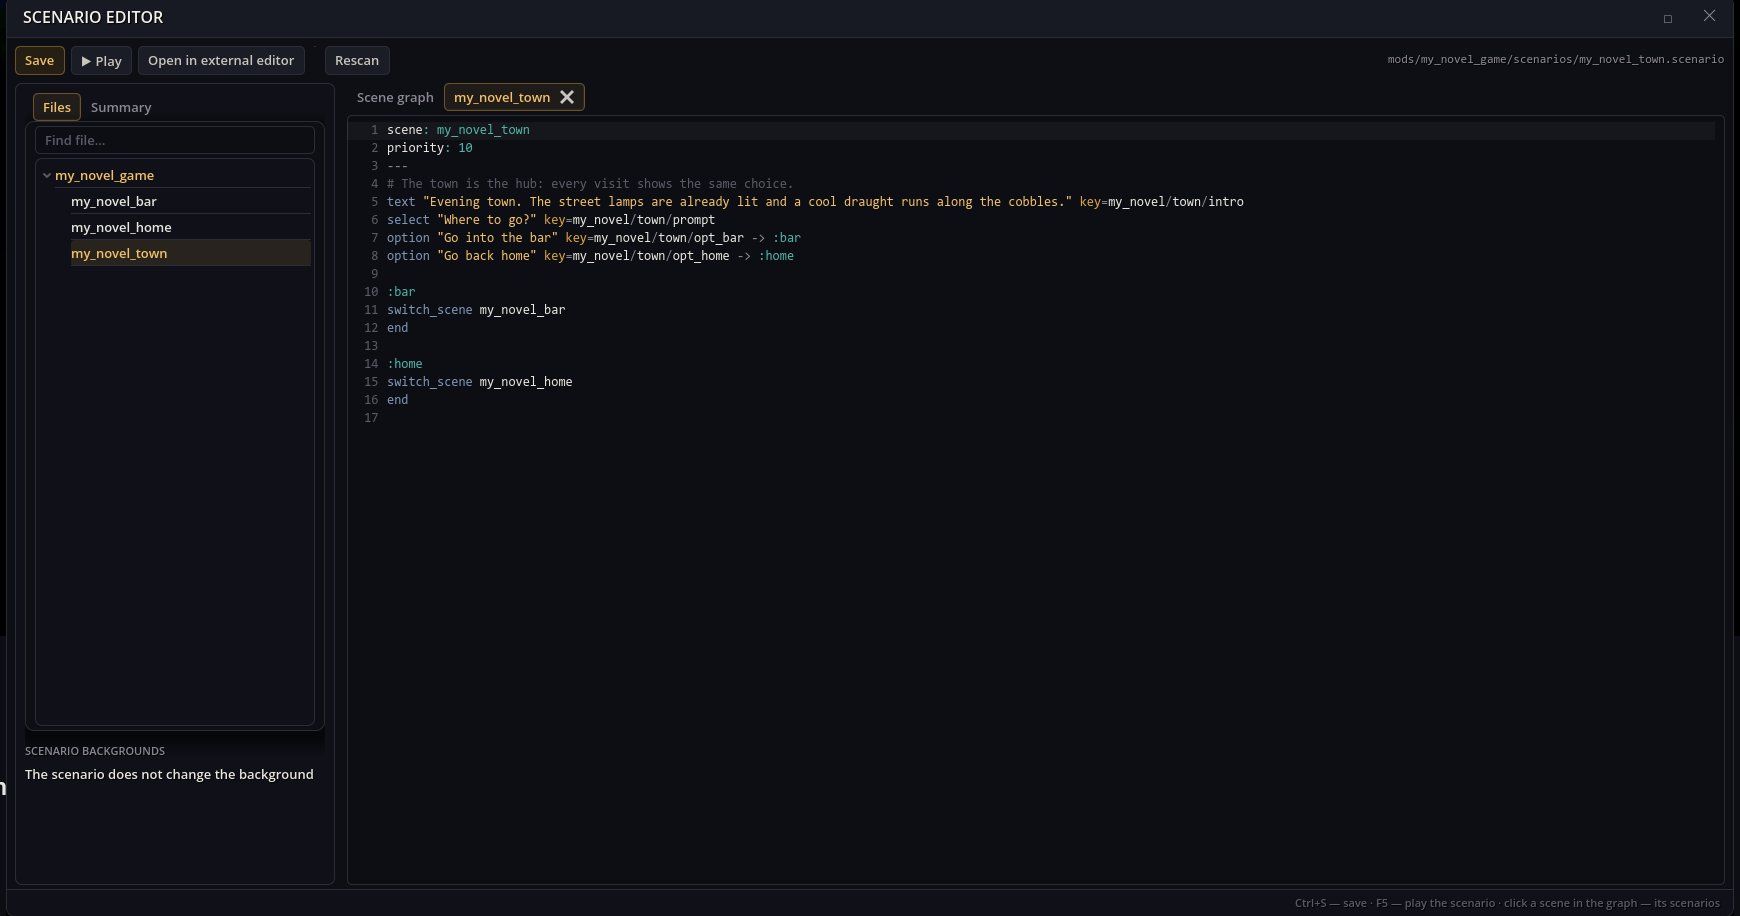 SCENARIO EDITOR
Save
Play
Open in external editor
Rescan
mods/my_novel_game/scenarios/my_novel_town.scenario
Files
Summary
Find file...
my_novel_game
my_novel_bar
my_novel_home
my_novel_town
SCENARIO BACKGROUNDS
The scenario does not change the background
Scene graph
my_novel_town
1 scene: my_novel_town
2 priority: 10
3 ---
4 # The town is the hub: every visit shows the same choice.
5 text "Evening town. The street lamps are already lit and a cool draught runs along the cobbles." key=my_novel/town/intro
6 select "Where to go?" key=my_novel/town/prompt
7 option "Go into the bar" key=my_novel/town/opt_bar -> :bar
8 option "Go back home" key=my_novel/town/opt_home -> :home
9
10 :bar
11 switch_scene my_novel_bar
12 end
13
14 :home
15 switch_scene my_novel_home
16 end
17
Ctrl+S — save · F5 — play the scenario · click a scene in the graph — its scenarios